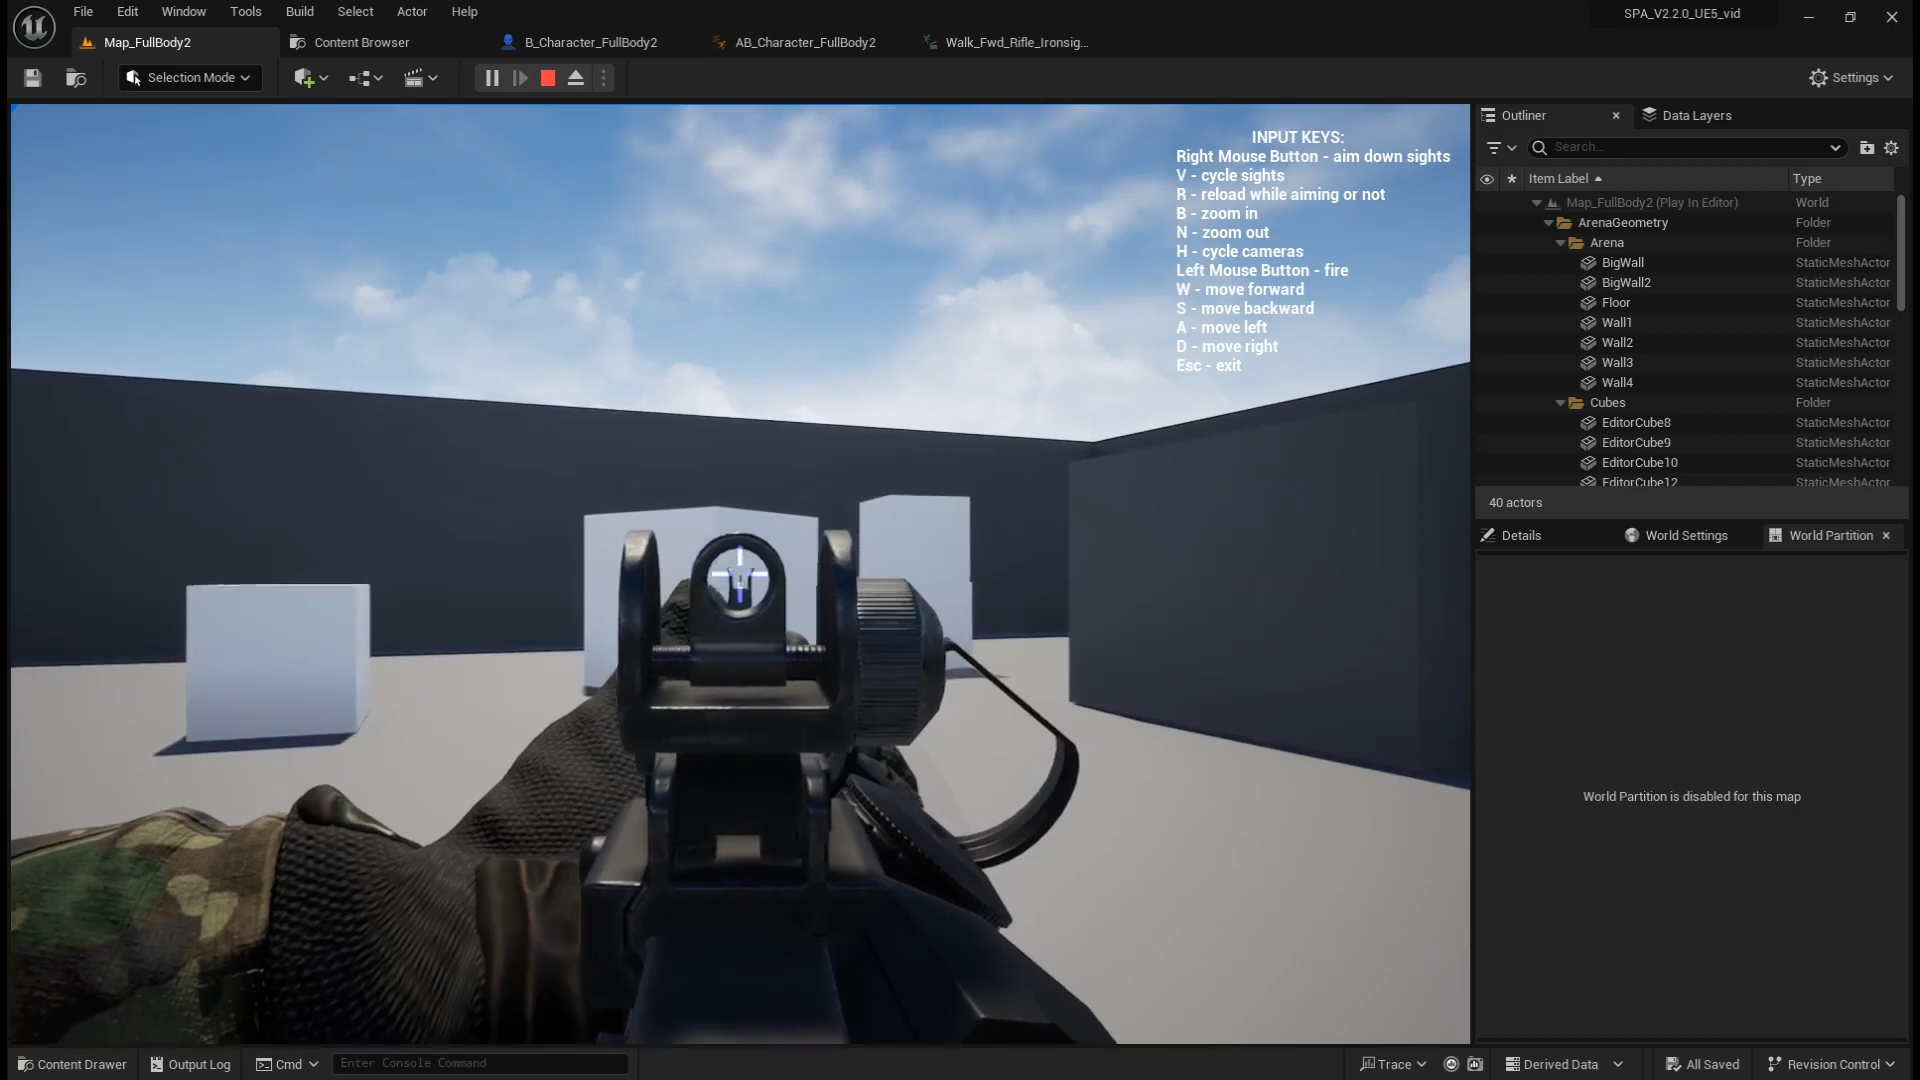 File Edit Window Tools Build Select Actor Help
SPA_V2.2.0_UE5_vid
Map_FullBody2
Content Browser
B_Character_FullBody2
AB_Character_FullBody2
Walk_Fwd_Rifle_Ironsig...
Selection Mode
Settings
INPUT KEYS:
Right Mouse Button - aim down sights
V - cycle sights
R - reload while aiming or not
B - zoom in
N - zoom out
H - cycle cameras
Left Mouse Button - fire
W - move forward
S - move backward
A - move left
D - move right
Esc - exit
Outliner
Data Layers
Search...
Item Label Type
Map_FullBody2 (Play In Editor) World
ArenaGeometry Folder
Arena Folder
BigWall StaticMeshActor
BigWall2 StaticMeshActor
Floor StaticMeshActor
Wall1 StaticMeshActor
Wall2 StaticMeshActor
Wall3 StaticMeshActor
Wall4 StaticMeshActor
Cubes Folder
EditorCube8 StaticMeshActor
EditorCube9 StaticMeshActor
EditorCube10 StaticMeshActor
EditorCube12 StaticMeshActor
40 actors
Details
World Settings
World Partition
World Partition is disabled for this map
Content Drawer
Output Log
Cmd
Enter Console Command
Trace
Derived Data
All Saved
Revision Control